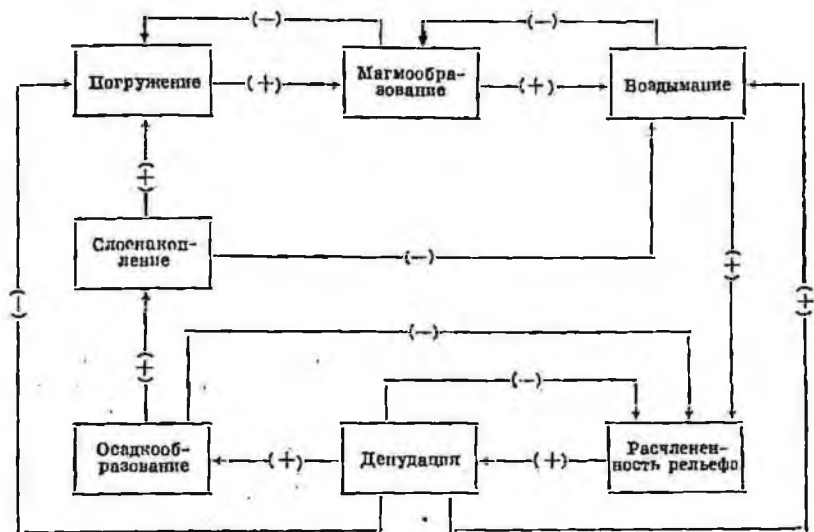 (—)
(—)
Погружение
(+)
Магмообра-
зование
(+)
Воздымание
(+)
Слоенакоп-
ление
(—)
(+)
(—)
(+)
(—)
(+)
(—)
Осадкооб-
разование
(+)
Денудация
(+)
Расчленен-
ность рельефа